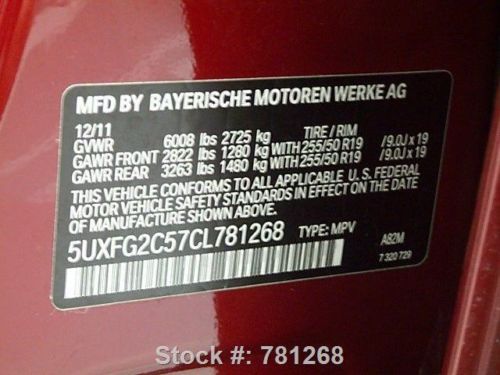 MFD BY BAYERISCHE MOTOREN WERKE AG
12/11
GVWR 6008 lbs 2725 kg TIRE / RIM
GAWR FRONT 2822 lbs 1280 kg WITH 255/50 R19 /9.0J x 19
GAWR REAR 3263 lbs 1480 kg WITH 255/50 R19 /9.0J x 19
THIS VEHICLE CONFORMS TO ALL APPLICABLE U.S. FEDERAL
MOTOR VEHICLE SAFETY STANDARDS IN EFFECT ON THE DATE
OF MANUFACTURE SHOWN ABOVE.
5UXFG2C57CL781268 TYPE: MPV
A82M
7 320 729
Stock #: 781268